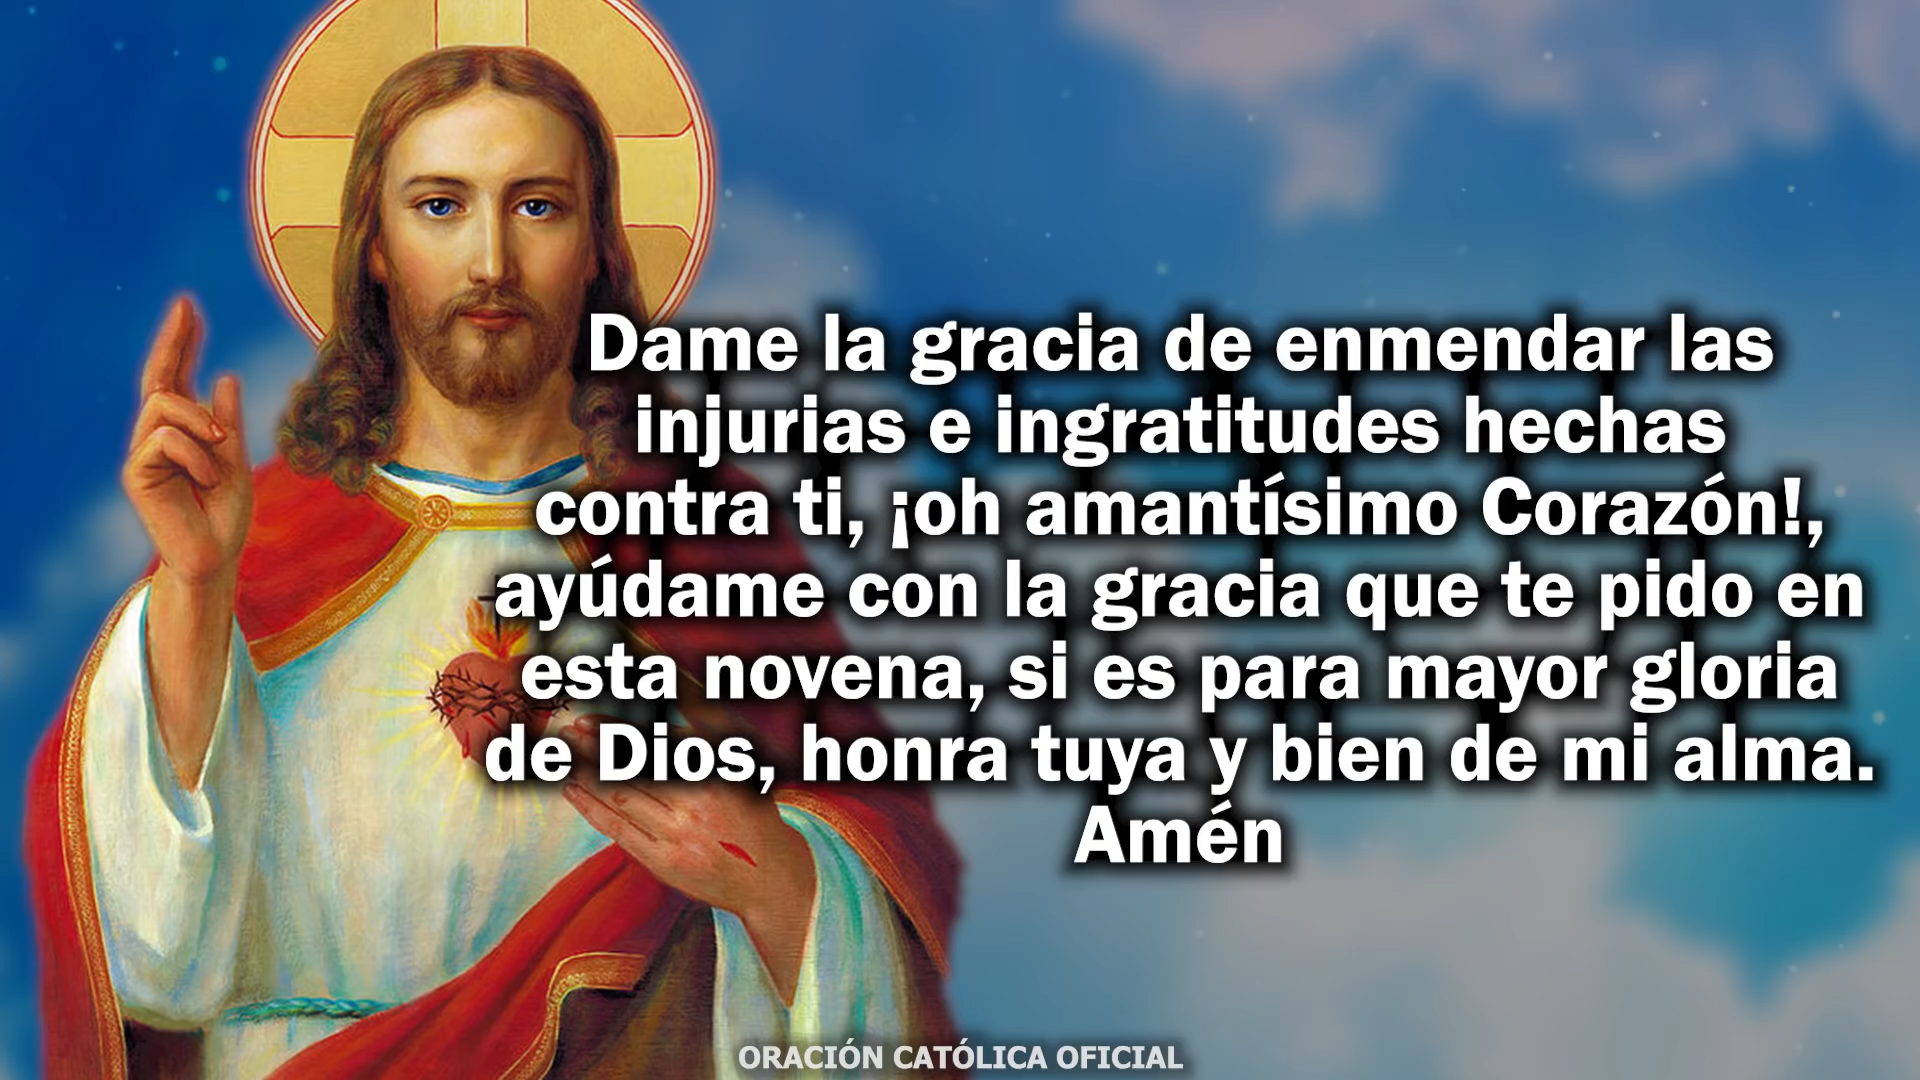 Dame la gracia de enmendar las
injurias e ingratitudes hechas
contra ti, ¡oh amantísimo Corazón!,
ayúdame con la gracia que te pido en
esta novena, si es para mayor gloria
de Dios, honra tuya y bien de mi alma.
Amén
ORACIÓN CATÓLICA OFICIAL